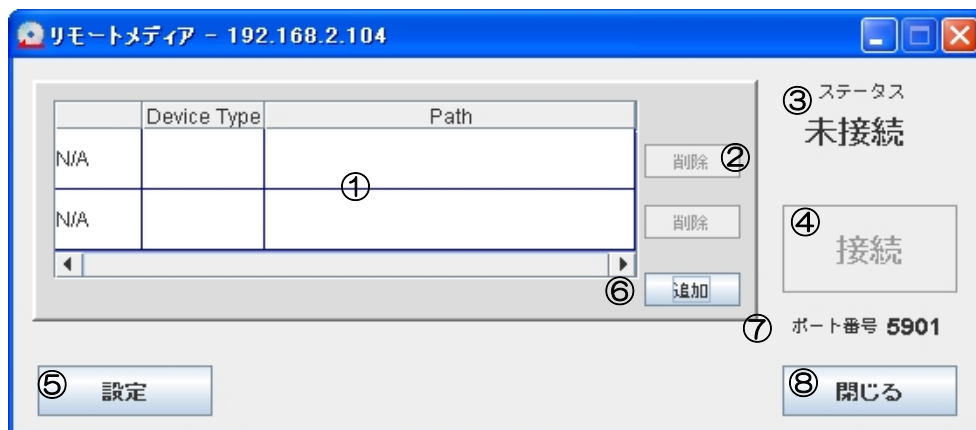 リモートメディア - 192.168.2.104
③ ステータス
未接続
Device Type Path
N/A
① 
削除 ②
N/A
削除
④ 接続
⑥ 追加
⑦ ポート番号 5901
⑤ 設定
⑧ 閉じる